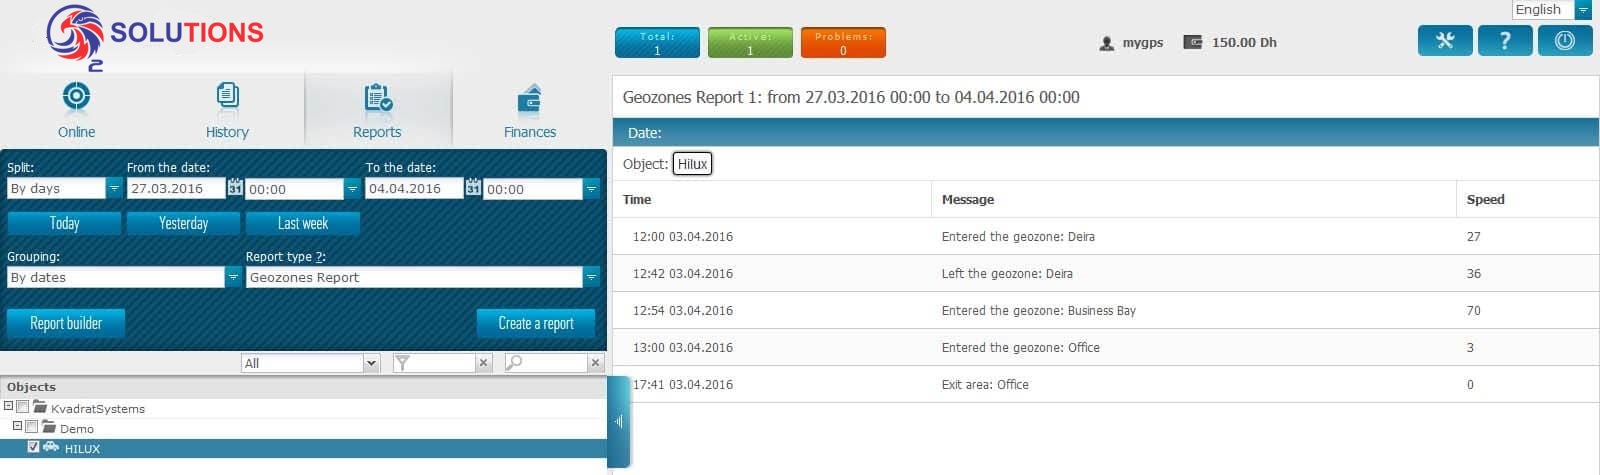 SOLUTIONS
2
Total:
1
Active:
1
Problems:
0
mygps
150.00 Dh
English
?
Online
History
Reports
Finances
Split:
From the date:
To the date:
By days
27.03.2016
31
00:00
04.04.2016
31
00:00
Today
Yesterday
Last week
Grouping:
Report type ?:
By dates
Geozones Report
Report builder
Create a report
All
Objects
KvadratSystems
Demo
HILUX
Geozones Report 1: from 27.03.2016 00:00 to 04.04.2016 00:00
Date:
Object: Hilux
Time Message Speed
12:00 03.04.2016 Entered the geozone: Deira 27
12:42 03.04.2016 Left the geozone: Deira 36
12:54 03.04.2016 Entered the geozone: Business Bay 70
13:00 03.04.2016 Entered the geozone: Office 3
17:41 03.04.2016 Exit area: Office 0